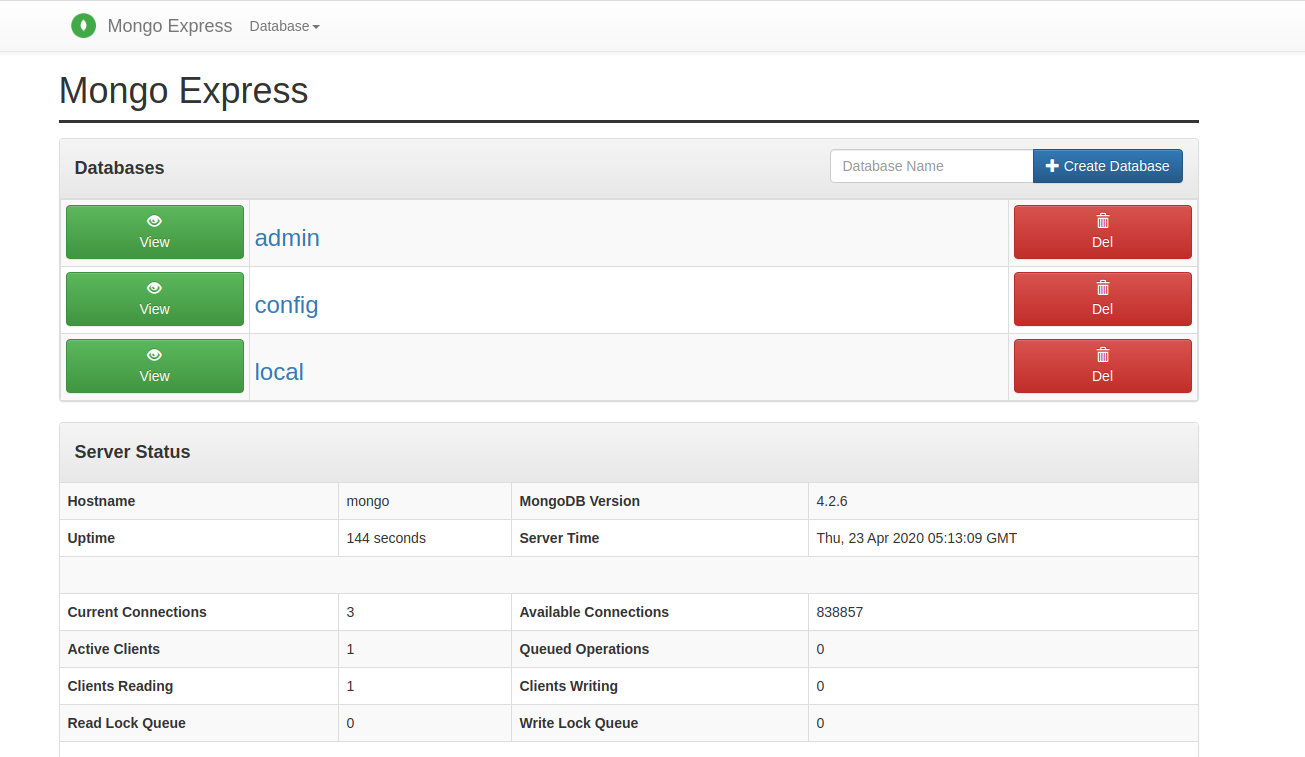 Mongo Express Database
Mongo Express
Databases Database Name Create Database
View admin Del
View config Del
View local Del
Server Status
Hostname mongo MongoDB Version 4.2.6
Uptime 144 seconds Server Time Thu, 23 Apr 2020 05:13:09 GMT
Current Connections 3 Available Connections 838857
Active Clients 1 Queued Operations 0
Clients Reading 1 Clients Writing 0
Read Lock Queue 0 Write Lock Queue 0